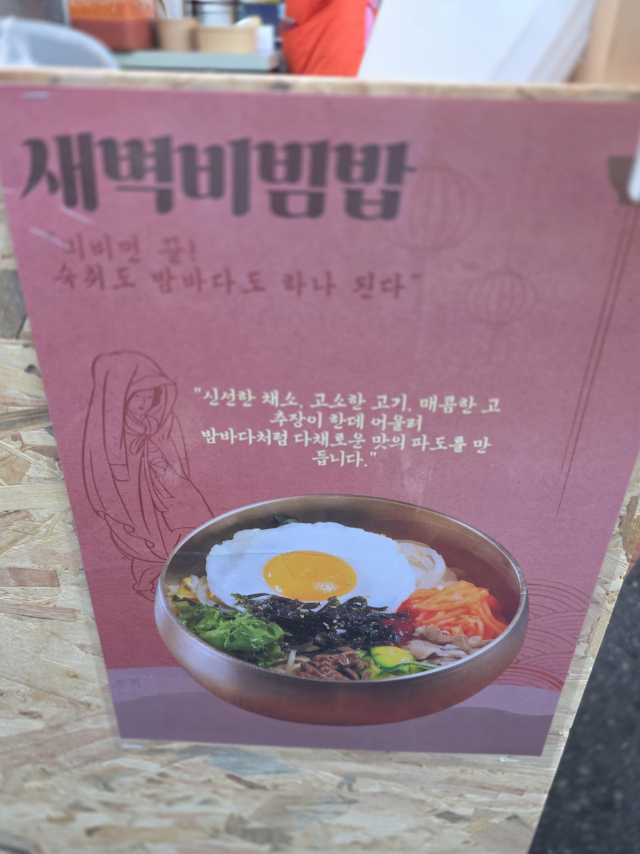 새벽비빔밥
비비면 끝!
숙취도 밤바다도 하나 된다"
"신선한 채소, 고소한 고기, 매콤한 고
추장이 한데 어울려
밤바다처럼 다채로운 맛의 파도를 만
듭니다."